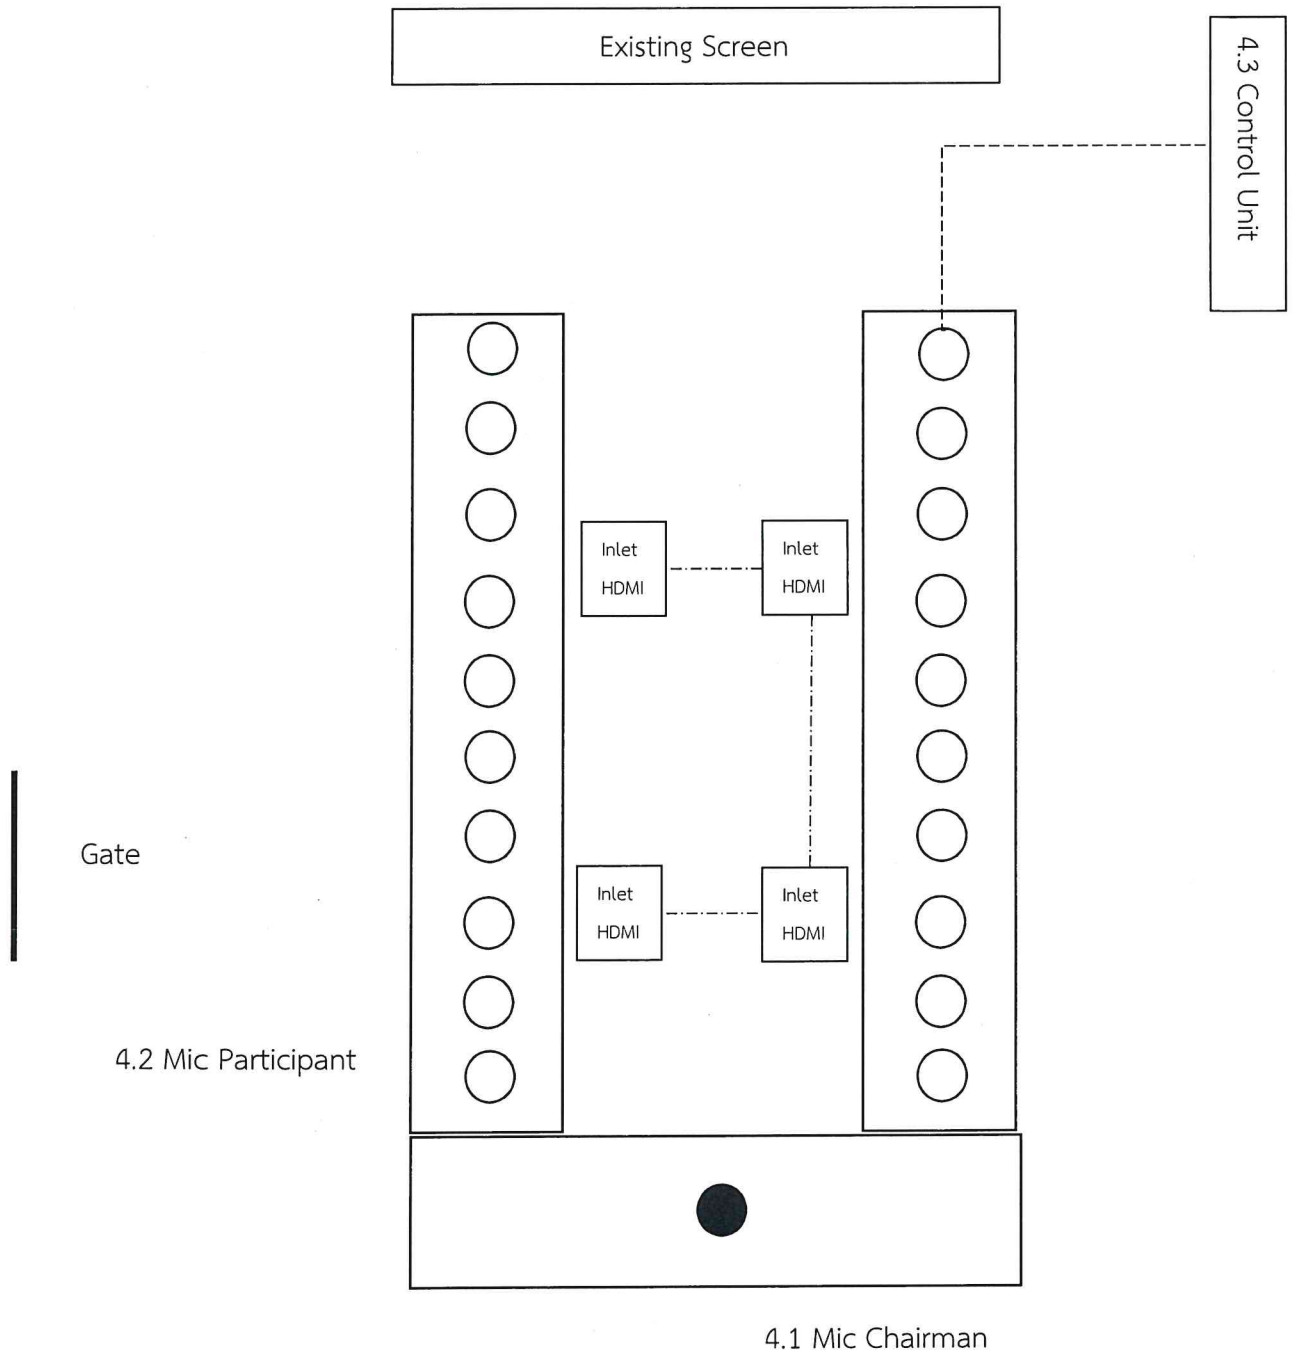 Existing Screen
4.3 Control Unit
Inlet
HDMI
Inlet
HDMI
Gate
Inlet
HDMI
Inlet
HDMI
4.2 Mic Participant
4.1 Mic Chairman